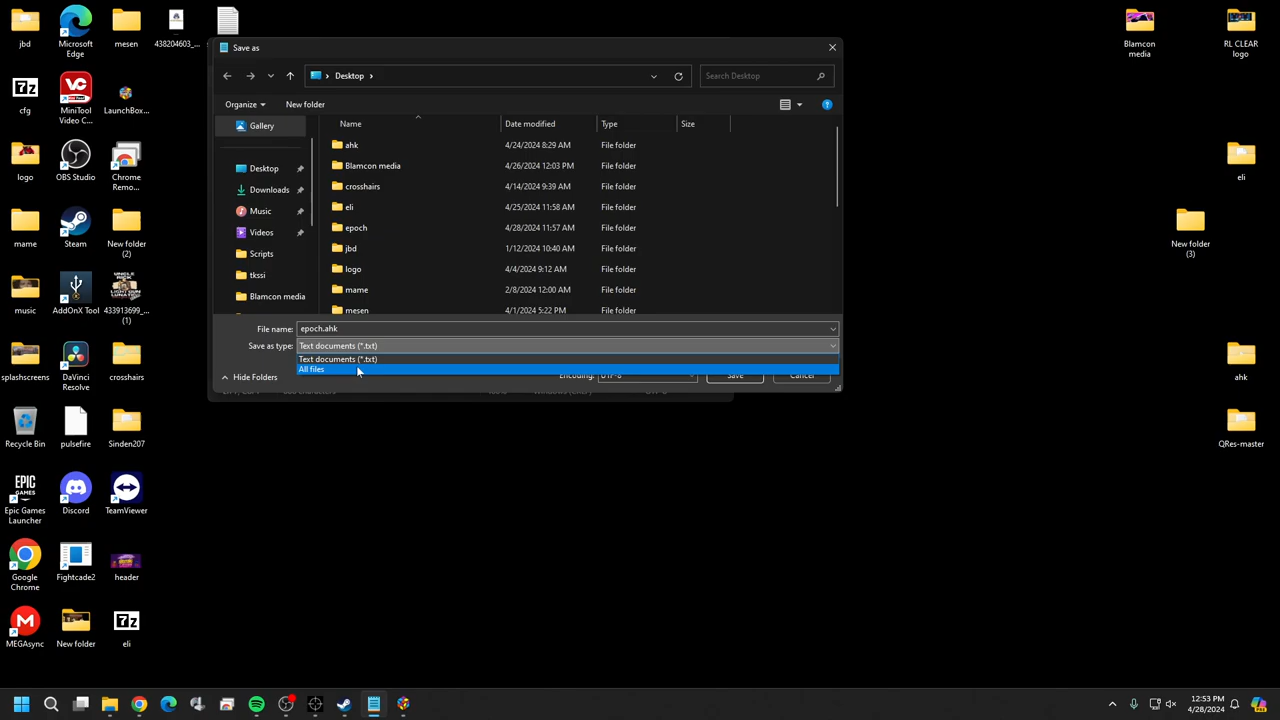 jbd
Microsoft
Edge
mesen
438204603_...
s
Blamcon
media
RL CLEAR
logo
cfg
MiniTool
Video C...
LaunchBox...
logo
OBS Studio
Chrome
Remo...
eli
mame
Steam
New folder
(2)
New folder
(3)
music
AddOnX Tool
433913699_...
(1)
splashscreens
DaVinci
Resolve
crosshairs
ahk
Recycle Bin
pulsefire
Sinden207
QRes-master
Epic Games
Launcher
Discord
TeamViewer
Google
Chrome
Fightcade2
header
MEGAsync
New folder
eli
Save as
Desktop
Search Desktop
Organize
New folder
Gallery
Desktop
Downloads
Music
Videos
Scripts
tkssi
Blamcon media
Name Date modified Type Size
ahk 4/24/2024 8:29 AM File folder
Blamcon media 4/26/2024 12:03 PM File folder
crosshairs 4/14/2024 9:39 AM File folder
eli 4/25/2024 11:58 AM File folder
epoch 4/28/2024 11:57 AM File folder
jbd 1/12/2024 10:40 AM File folder
logo 4/4/2024 9:12 AM File folder
mame 2/8/2024 12:00 AM File folder
mesen 4/1/2024 5:22 PM File folder
File name: epoch.ahk
Save as type: Text documents (*.txt)
Text documents (*.txt)
All files
Hide Folders
Encoding: UTF-8
Save
Cancel
12:53 PM
4/28/2024